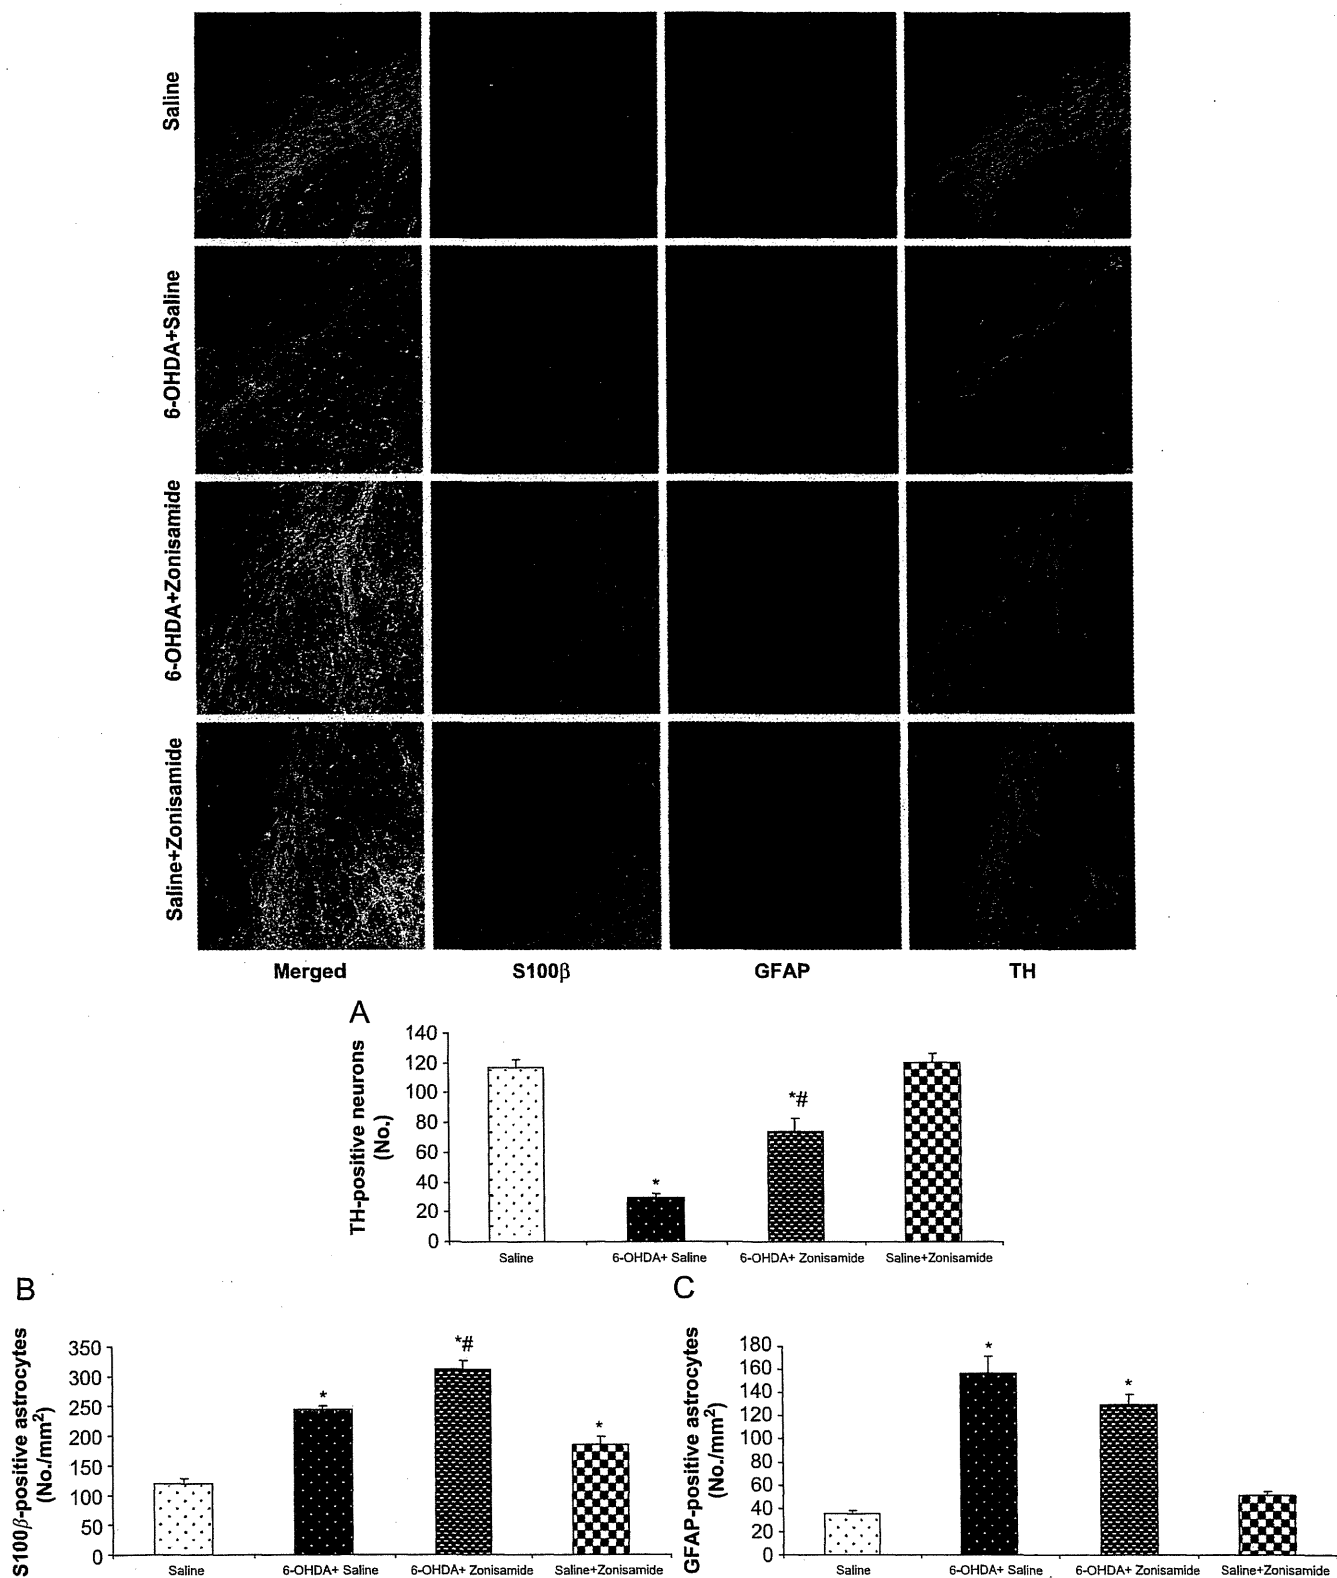 Saline
6-OHDA+Saline
6-OHDA+Zonisamide
Saline+Zonisamide
Merged S100β GFAP TH
A
TH-positive neurons
(No.)
140
120
100
80
60
40
20
0
*
*#
Saline 6-OHDA+ Saline 6-OHDA+ Zonisamide Saline+Zonisamide
B
S100β-positive astrocytes
(No./mm²)
350
300
250
200
150
100
50
0
*
*#
*
Saline 6-OHDA+ Saline 6-OHDA+ Zonisamide Saline+Zonisamide
C
GFAP-positive astrocytes
(No./mm²)
180
160
140
120
100
80
60
40
20
0
*
*
Saline 6-OHDA+ Saline 6-OHDA+ Zonisamide Saline+Zonisamide